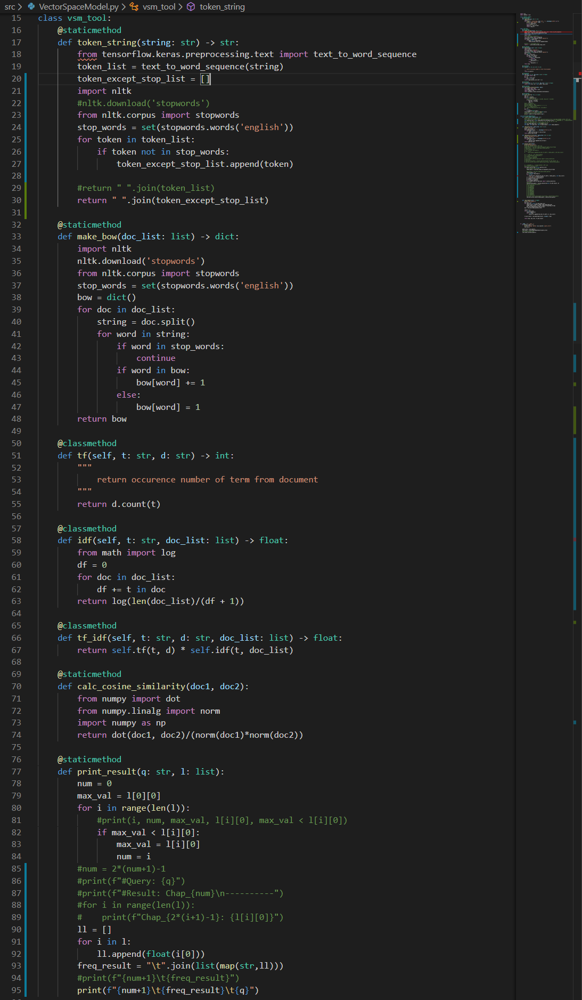 src > VectorSpaceModel.py > vsm_tool > token_string
15 class vsm_tool:
16     @staticmethod
17     def token_string(string: str) -> str:
18         from tensorflow.keras.preprocessing.text import text_to_word_sequence
19         token_list = text_to_word_sequence(string)
20         token_except_stop_list = []
21         import nltk
22         #nltk.download('stopwords')
23         from nltk.corpus import stopwords
24         stop_words = set(stopwords.words('english'))
25         for token in token_list:
26             if token not in stop_words:
27                 token_except_stop_list.append(token)
28
29         #return " ".join(token_list)
30         return " ".join(token_except_stop_list)
31
32     @staticmethod
33     def make_bow(doc_list: list) -> dict:
34         import nltk
35         nltk.download('stopwords')
36         from nltk.corpus import stopwords
37         stop_words = set(stopwords.words('english'))
38         bow = dict()
39         for doc in doc_list:
40             string = doc.split()
41             for word in string:
42                 if word in stop_words:
43                     continue
44                 if word in bow:
45                     bow[word] += 1
46                 else:
47                     bow[word] = 1
48         return bow
49
50     @classmethod
51     def tf(self, t: str, d: str) -> int:
52         """
53             return occurence number of term from document
54         """
55         return d.count(t)
56
57     @classmethod
58     def idf(self, t: str, doc_list: list) -> float:
59         from math import log
60         df = 0
61         for doc in doc_list:
62             df += t in doc
63         return log(len(doc_list)/(df + 1))
64
65     @classmethod
66     def tf_idf(self, t: str, d: str, doc_list: list) -> float:
67         return self.tf(t, d) * self.idf(t, doc_list)
68
69     @staticmethod
70     def calc_cosine_similarity(doc1, doc2):
71         from numpy import dot
72         from numpy.linalg import norm
73         import numpy as np
74         return dot(doc1, doc2)/(norm(doc1)*norm(doc2))
75
76     @staticmethod
77     def print_result(q: str, l: list):
78         num = 0
79         max_val = l[0][0]
80         for i in range(len(l)):
81             #print(i, num, max_val, l[i][0], max_val < l[i][0])
82             if max_val < l[i][0]:
83                 max_val = l[i][0]
84                 num = i
85         #num = 2*(num+1)-1
86         #print(f"#Query: {q}")
87         #print(f"#Result: Chap_{num}\n----------")
88         #for i in range(len(l)):
89         #    print(f"Chap_{2*(i+1)-1}: {l[i][0]}")
90         ll = []
91         for i in l:
92             ll.append(float(i[0]))
93         freq_result = "\t".join(list(map(str,ll)))
94         #print(f"{num+1}\t{freq_result}")
95         print(f"{num+1}\t{freq_result}\t{q}")